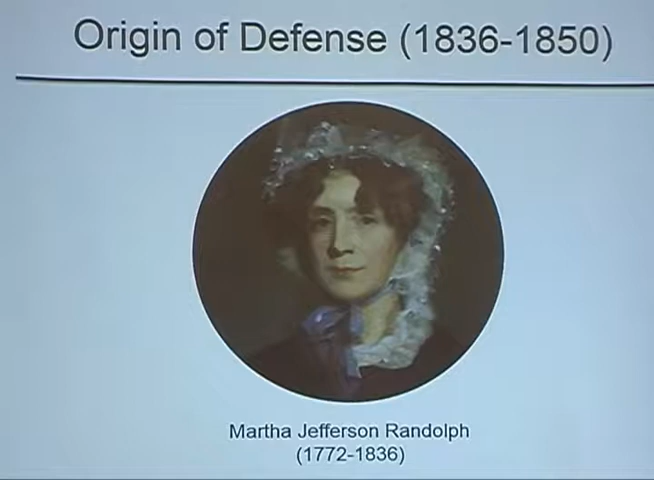 Origin of Defense (1836-1850)
Martha Jefferson Randolph
(1772-1836)